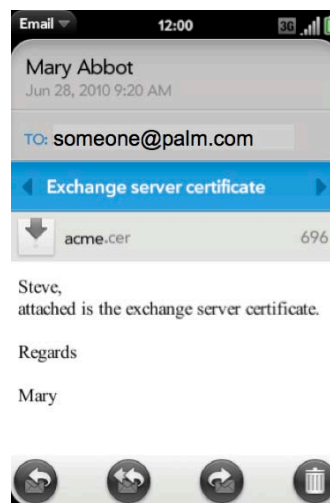 Email
12:00
3G
Mary Abbot
Jun 28, 2010 9:20 AM
TO: someone@palm.com
Exchange server certificate
acme.cer 696
Steve,
attached is the exchange server certificate.
Regards
Mary